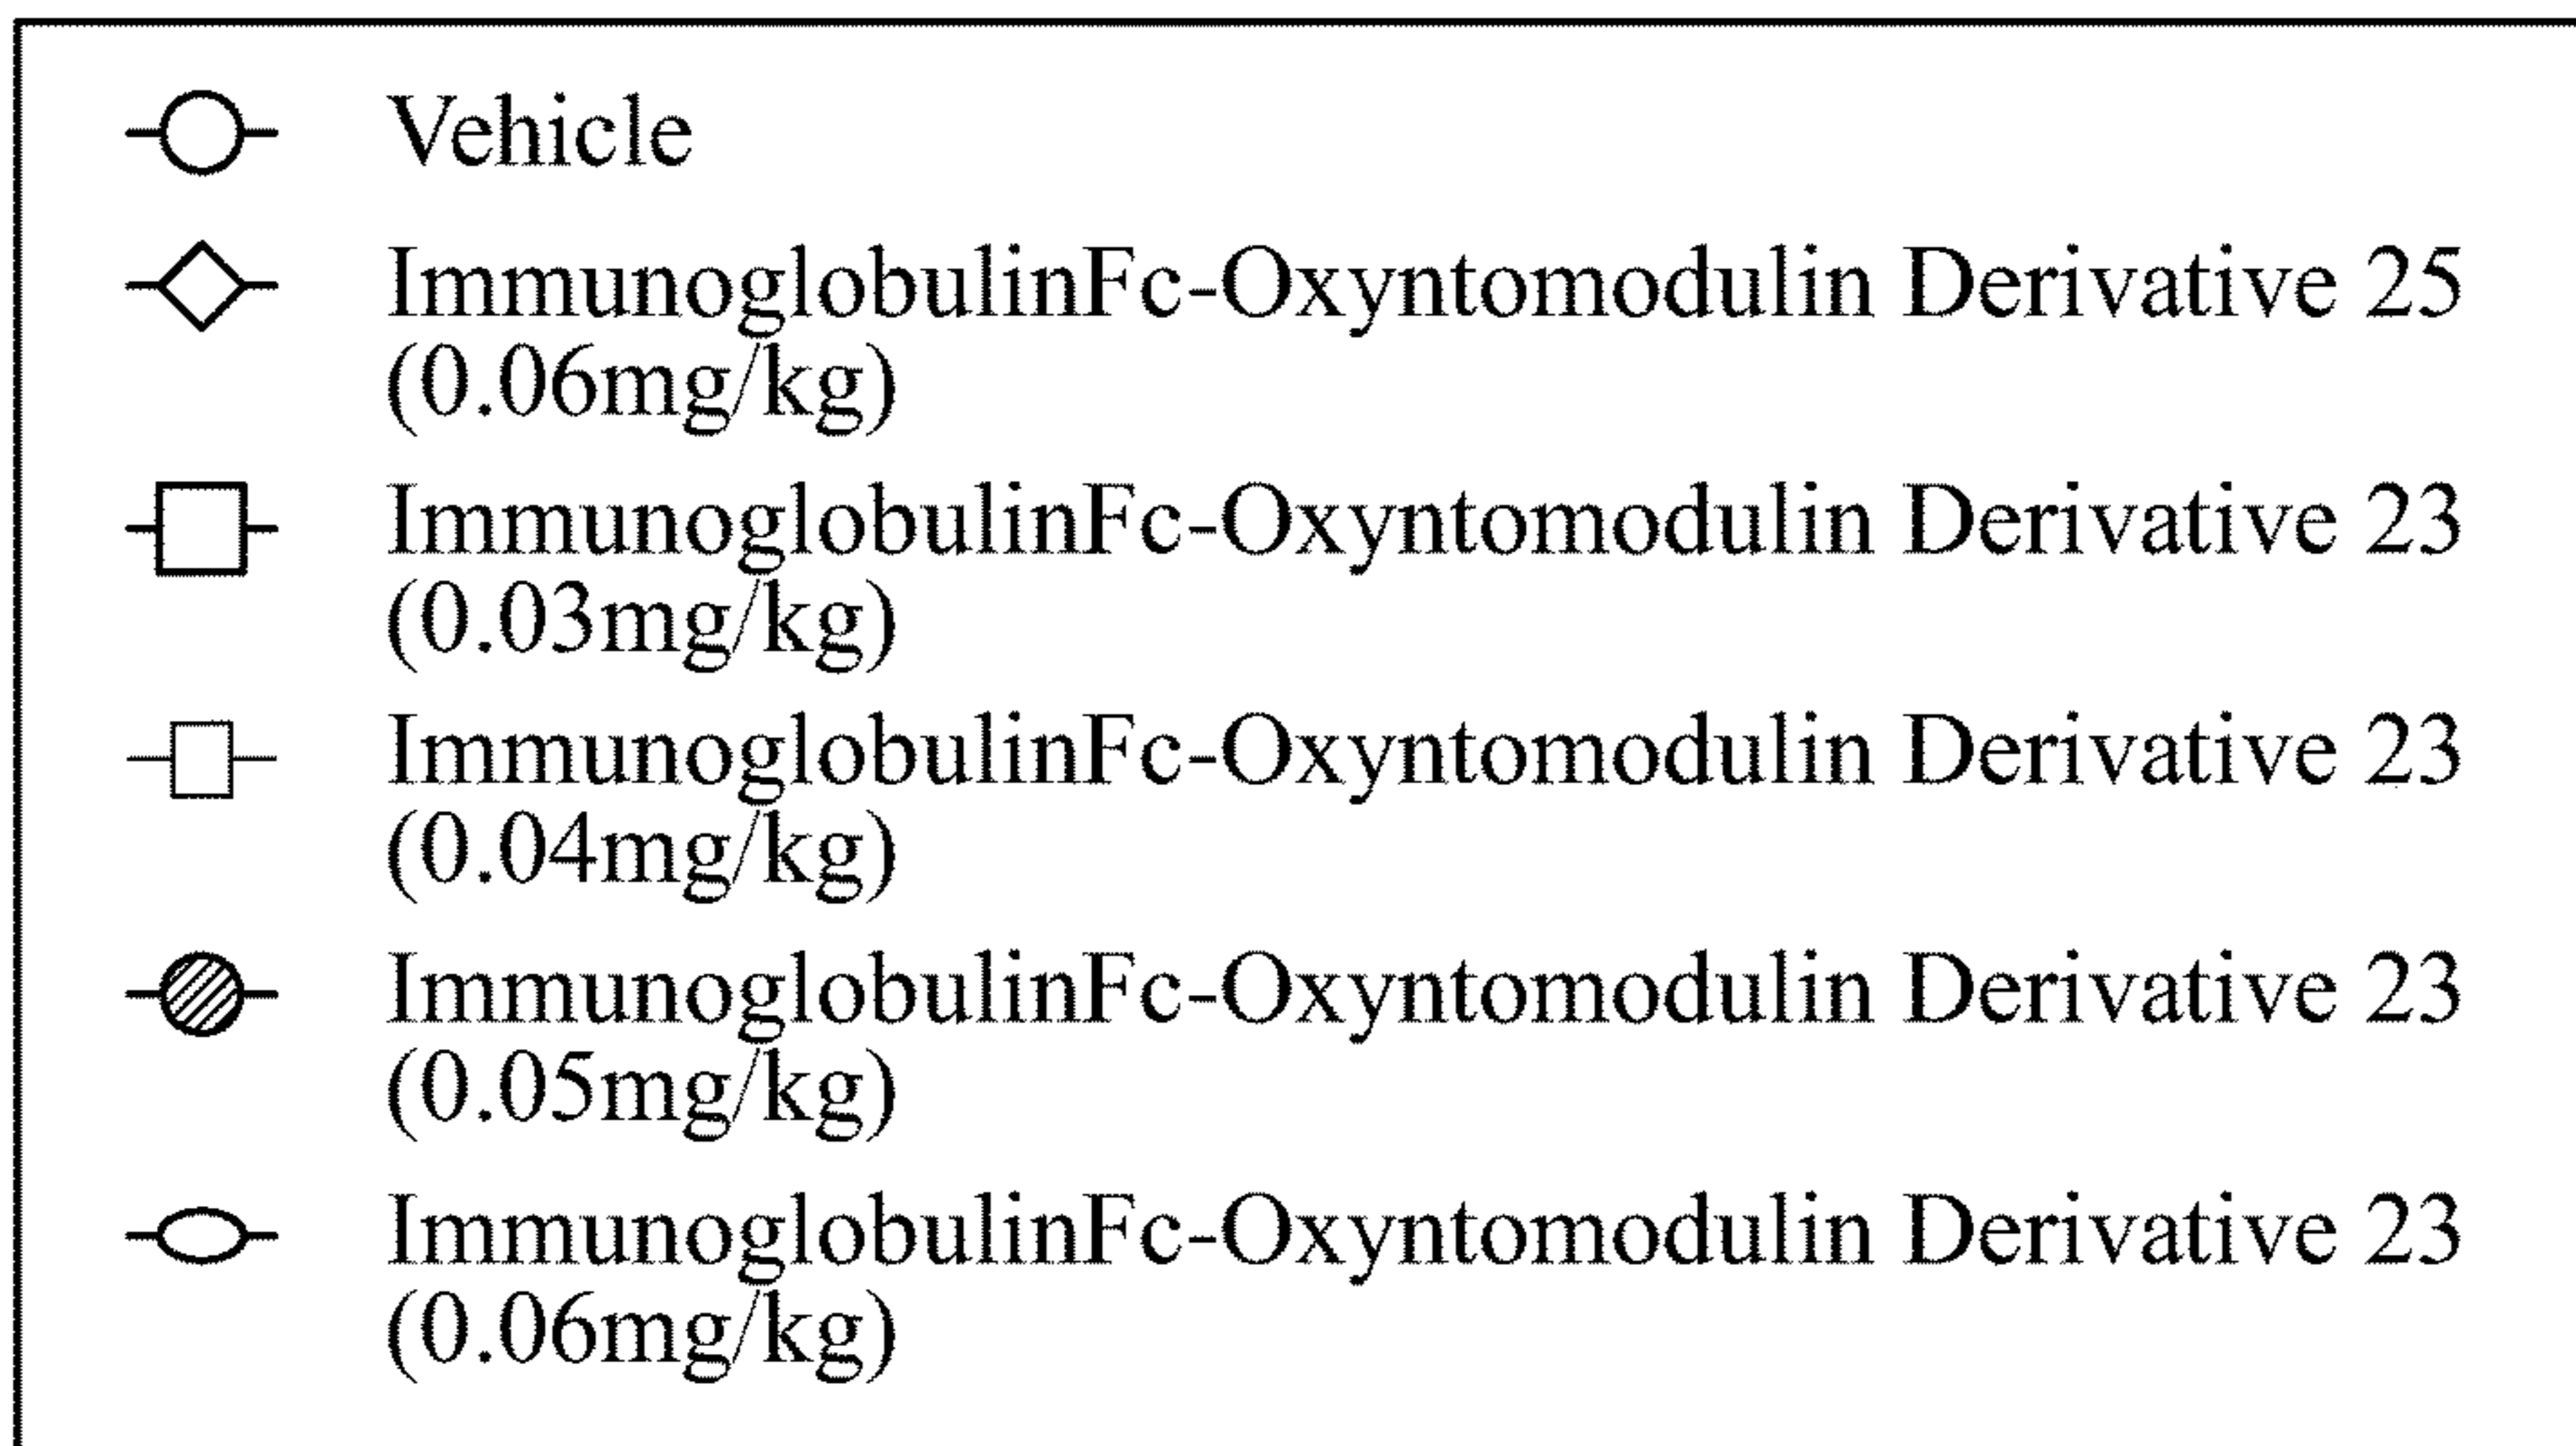 Vehicle
ImmunoglobulinFc-Oxyntomodulin Derivative 25
(0.06mg/kg)
ImmunoglobulinFc-Oxyntomodulin Derivative 23
(0.03mg/kg)
ImmunoglobulinFc-Oxyntomodulin Derivative 23
(0.04mg/kg)
ImmunoglobulinFc-Oxyntomodulin Derivative 23
(0.05mg/kg)
ImmunoglobulinFc-Oxyntomodulin Derivative 23
(0.06mg/kg)